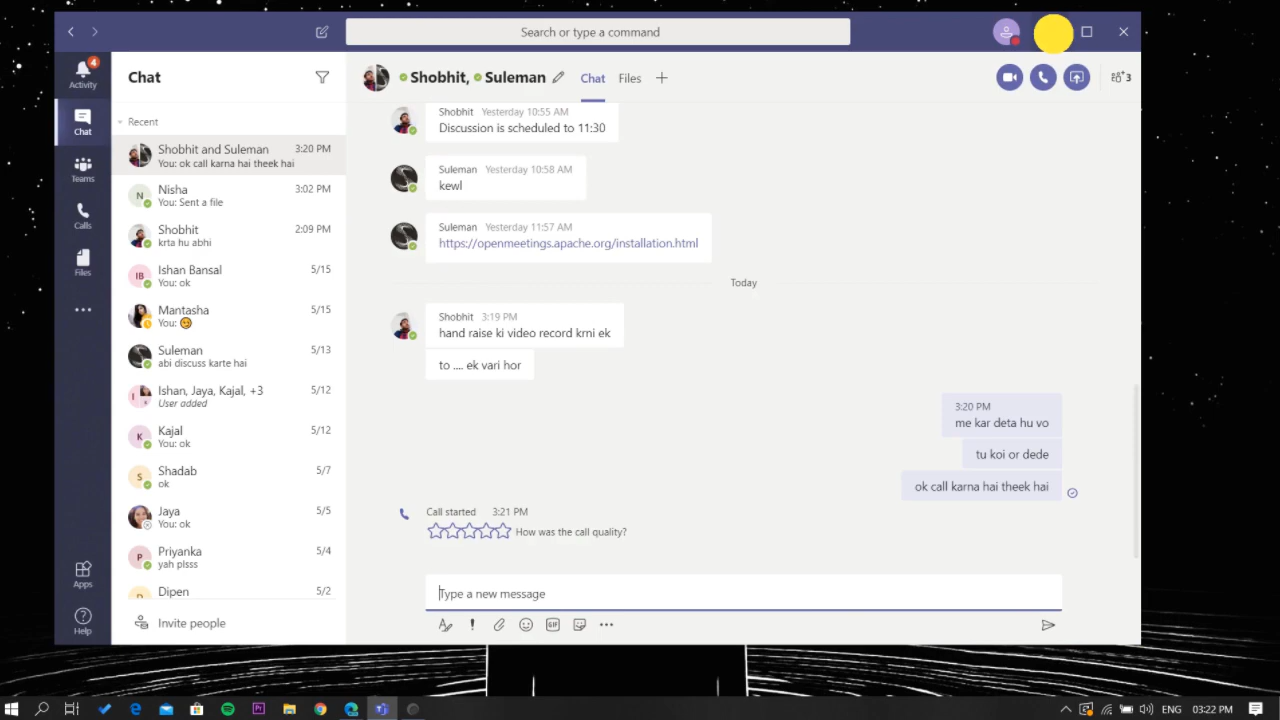 Search or type a command
4
Activity
Chat
Teams
Calls
Files
Apps
Help
Chat
Recent
Shobhit and Suleman 3:20 PM
You: ok call karna hai theek hai
N
Nisha 3:02 PM
You: Sent a file
Shobhit 2:09 PM
krta hu abhi
IB
Ishan Bansal 5/15
You: ok
Mantasha 5/15
You: 😉
Suleman 5/13
abi discuss karte hai
I
Ishan, Jaya, Kajal, +3 5/12
User added
K
Kajal 5/12
You: ok
S
Shadab 5/7
ok
Jaya 5/5
You: ok
P
Priyanka 5/4
yah plsss
D
Dipen 5/2
Invite people
Shobhit, Suleman Chat Files
3
Shobhit Yesterday 10:55 AM
Discussion is scheduled to 11:30
Suleman Yesterday 10:58 AM
kewl
Suleman Yesterday 11:57 AM
https://openmeetings.apache.org/installation.html
Today
Shobhit 3:19 PM
hand raise ki video record krni ek
to .... ek vari hor
3:20 PM
me kar deta hu vo
tu koi or dede
ok call karna hai theek hai
Call started 3:21 PM
How was the call quality?
Type a new message
GIF
Pr
ENG 03:22 PM